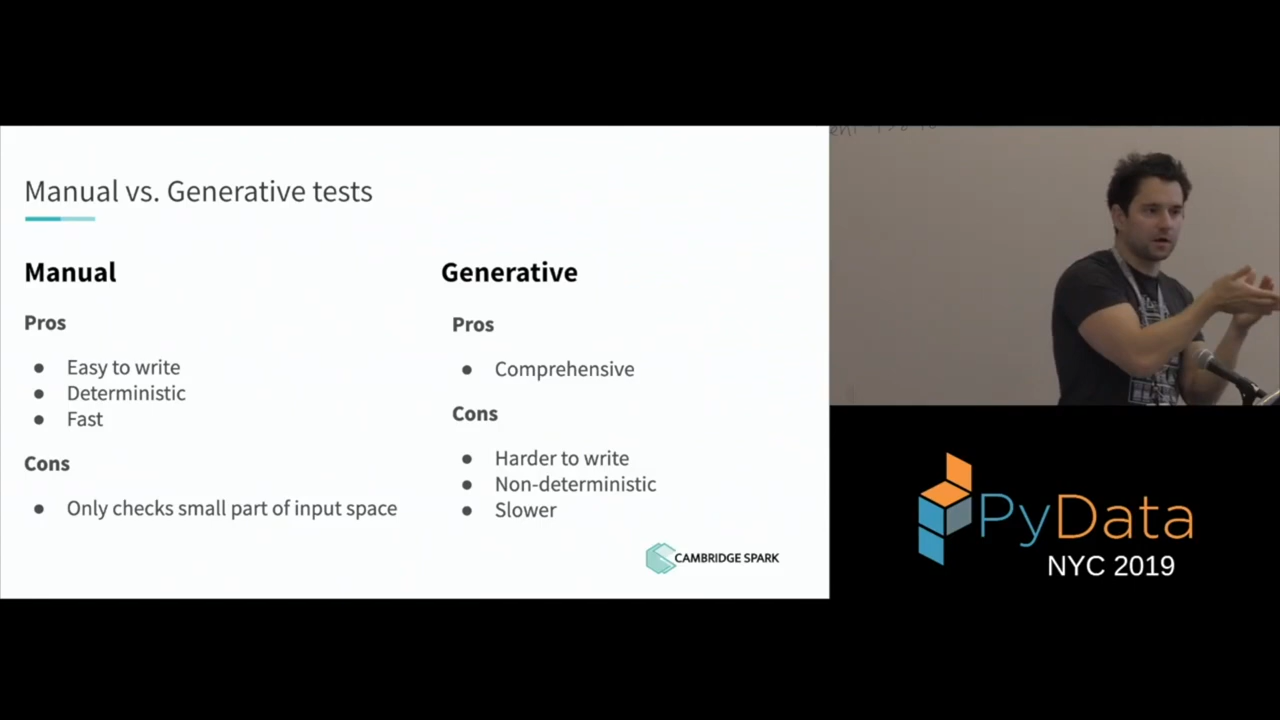 Manual vs. Generative tests
Manual
Pros
● Easy to write
● Deterministic
● Fast
Cons
● Only checks small part of input space
Generative
Pros
● Comprehensive
Cons
● Harder to write
● Non-deterministic
● Slower
CAMBRIDGE SPARK
PyData
NYC 2019